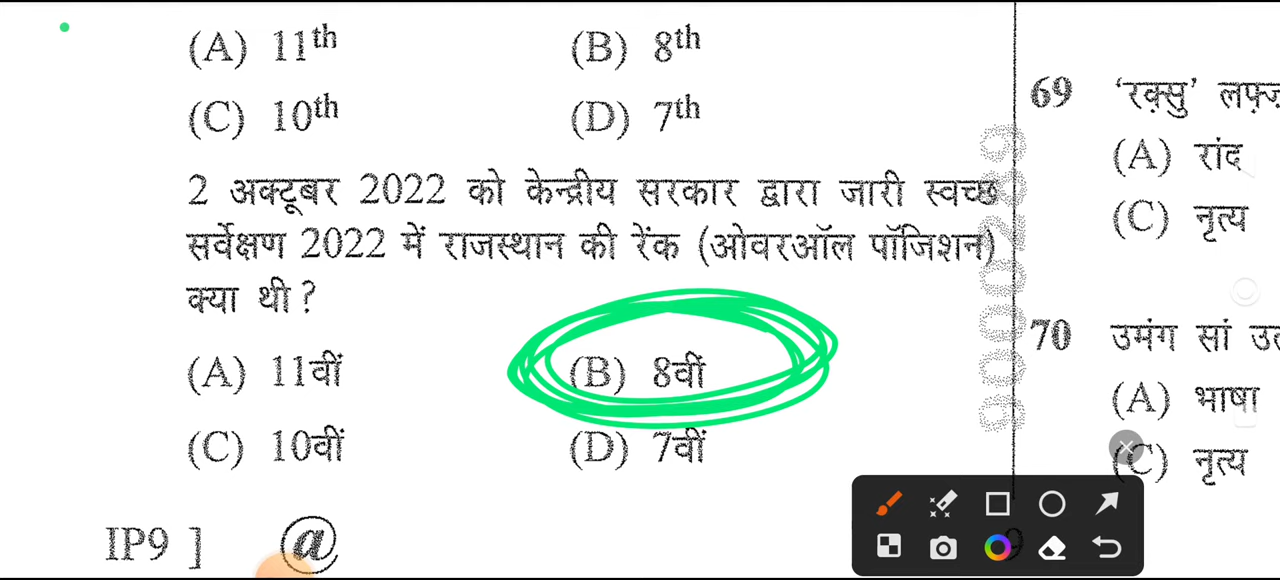 (A) 11th (B) 8th
(C) 10th (D) 7th
2 अक्टूबर 2022 को केन्द्रीय सरकार द्वारा जारी स्वच्छ
सर्वेक्षण 2022 में राजस्थान की रेंक (ओवरऑल पॉजिशन)
क्या थी ?
(A) 11वीं (B) 8वीं
(C) 10वीं (D) 7वीं
IP9 ] @
69 ‘रक़्सु’ लफ़्ज़
(A) रांद
(C) नृत्य
70 उमंग सां
(A) भाषा
(C) नृत्य
9